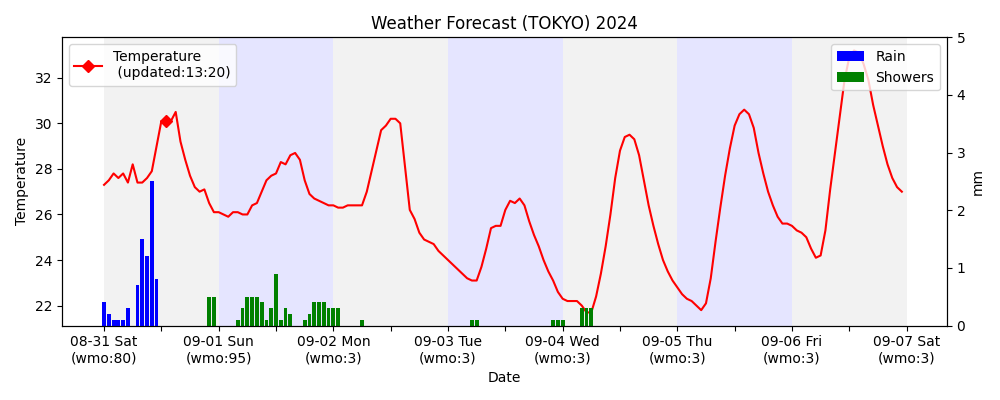 Weather Forecast (TOKYO) 2024
Temperature
(updated:13:20)
Rain
Showers
Temperature
32
30
28
26
24
22
5
4
3
2
1
0
mm
08-31 Sat
(wmo:80)
09-01 Sun
(wmo:95)
09-02 Mon
(wmo:3)
09-03 Tue
(wmo:3)
09-04 Wed
(wmo:3)
09-05 Thu
(wmo:3)
09-06 Fri
(wmo:3)
09-07 Sat
(wmo:3)
Date